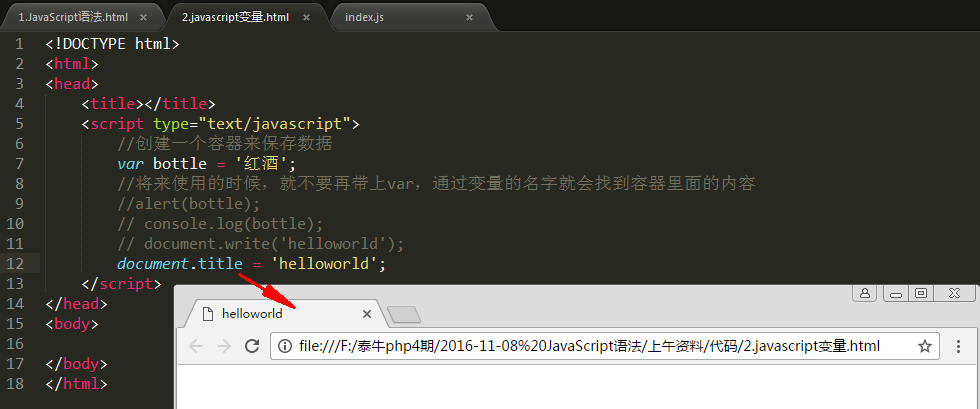 1.JavaScript语法.html × 2.javascript变量.html × index.js ×
1 <!DOCTYPE html>
2 <html>
3 <head>
4 <title></title>
5 <script type="text/javascript">
6 //创建一个容器来保存数据
7 var bottle = '红酒';
8 //将来使用的时候，就不要再带上var，通过变量的名字就会找到容器里面的内容
9 //alert(bottle);
10 // console.log(bottle);
11 // document.write('helloworld');
12 document.title = 'helloworld';
13 </script>
14 </head>
15 <body>
16
17 </body>
18 </html>
helloworld
file:///F:/泰牛php4期/2016-11-08%20JavaScript语法/上午资料/代码/2.javascript变量.html